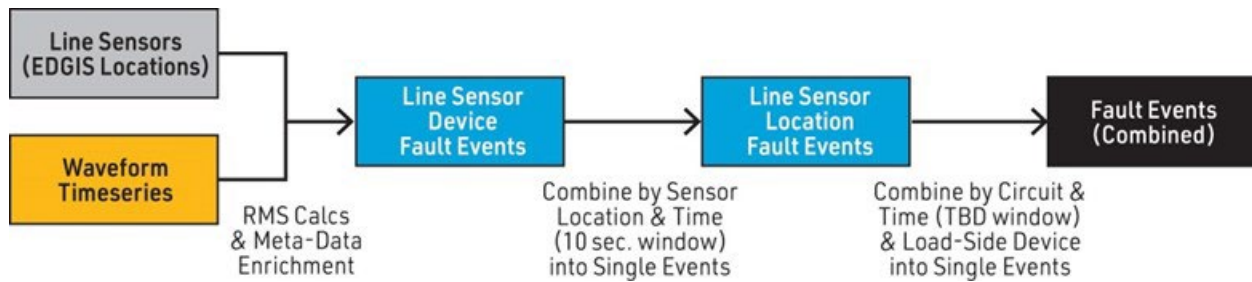 Line Sensors
(EDGIS Locations)
Waveform
Timeseries
RMS Calcs
& Meta-Data
Enrichment
Line Sensor
Device
Fault Events
Combine by Sensor
Location & Time
(10 sec. window)
into Single Events
Line Sensor
Location
Fault Events
Combine by Circuit &
Time (TBD window)
& Load-Side Device
into Single Events
Fault Events
(Combined)